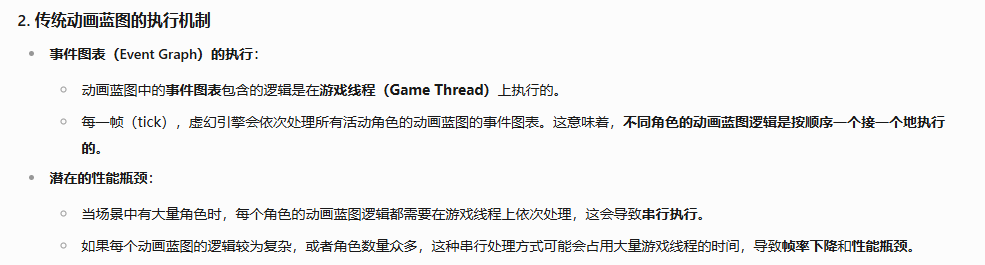 2. 传统动画蓝图的执行机制
事件图表（Event Graph）的执行：
动画蓝图中的事件图表包含的逻辑是在游戏线程（Game Thread）上执行的。
每一帧（tick），虚幻引擎会依次处理所有活动角色的动画蓝图的事件图表。这意味着，不同角色的动画蓝图逻辑是按顺序一个接一个地执行
的。
潜在的性能瓶颈：
当场景中有大量角色时，每个角色的动画蓝图逻辑都需要在游戏线程上依次处理，这会导致串行执行。
如果每个动画蓝图的逻辑较为复杂，或者角色数量众多，这种串行处理方式可能会占用大量游戏线程的时间，导致帧率下降和性能瓶颈。